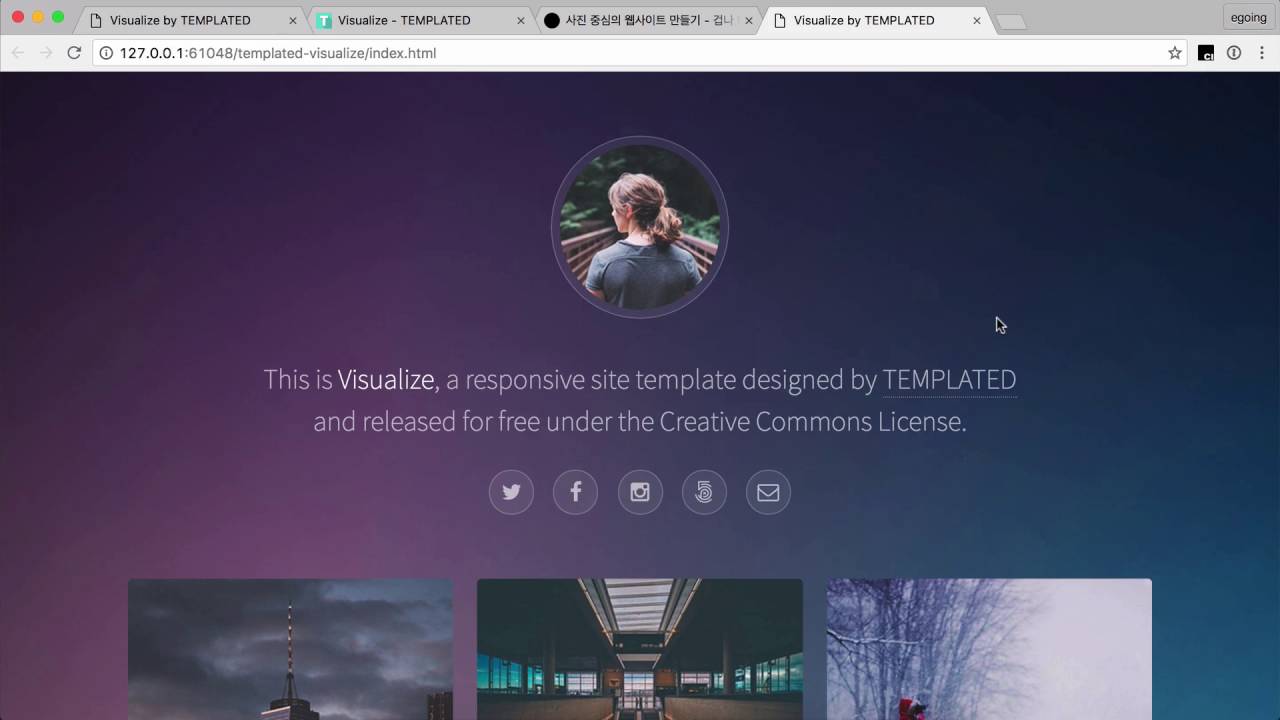 Visualize by TEMPLATED
Visualize - TEMPLATED
사진 중심의 웹사이트 만들기 - 겁나
Visualize by TEMPLATED
egoing
127.0.0.1:61048/templated-visualize/index.html
This is Visualize, a responsive site template designed by TEMPLATED
and released for free under the Creative Commons License.